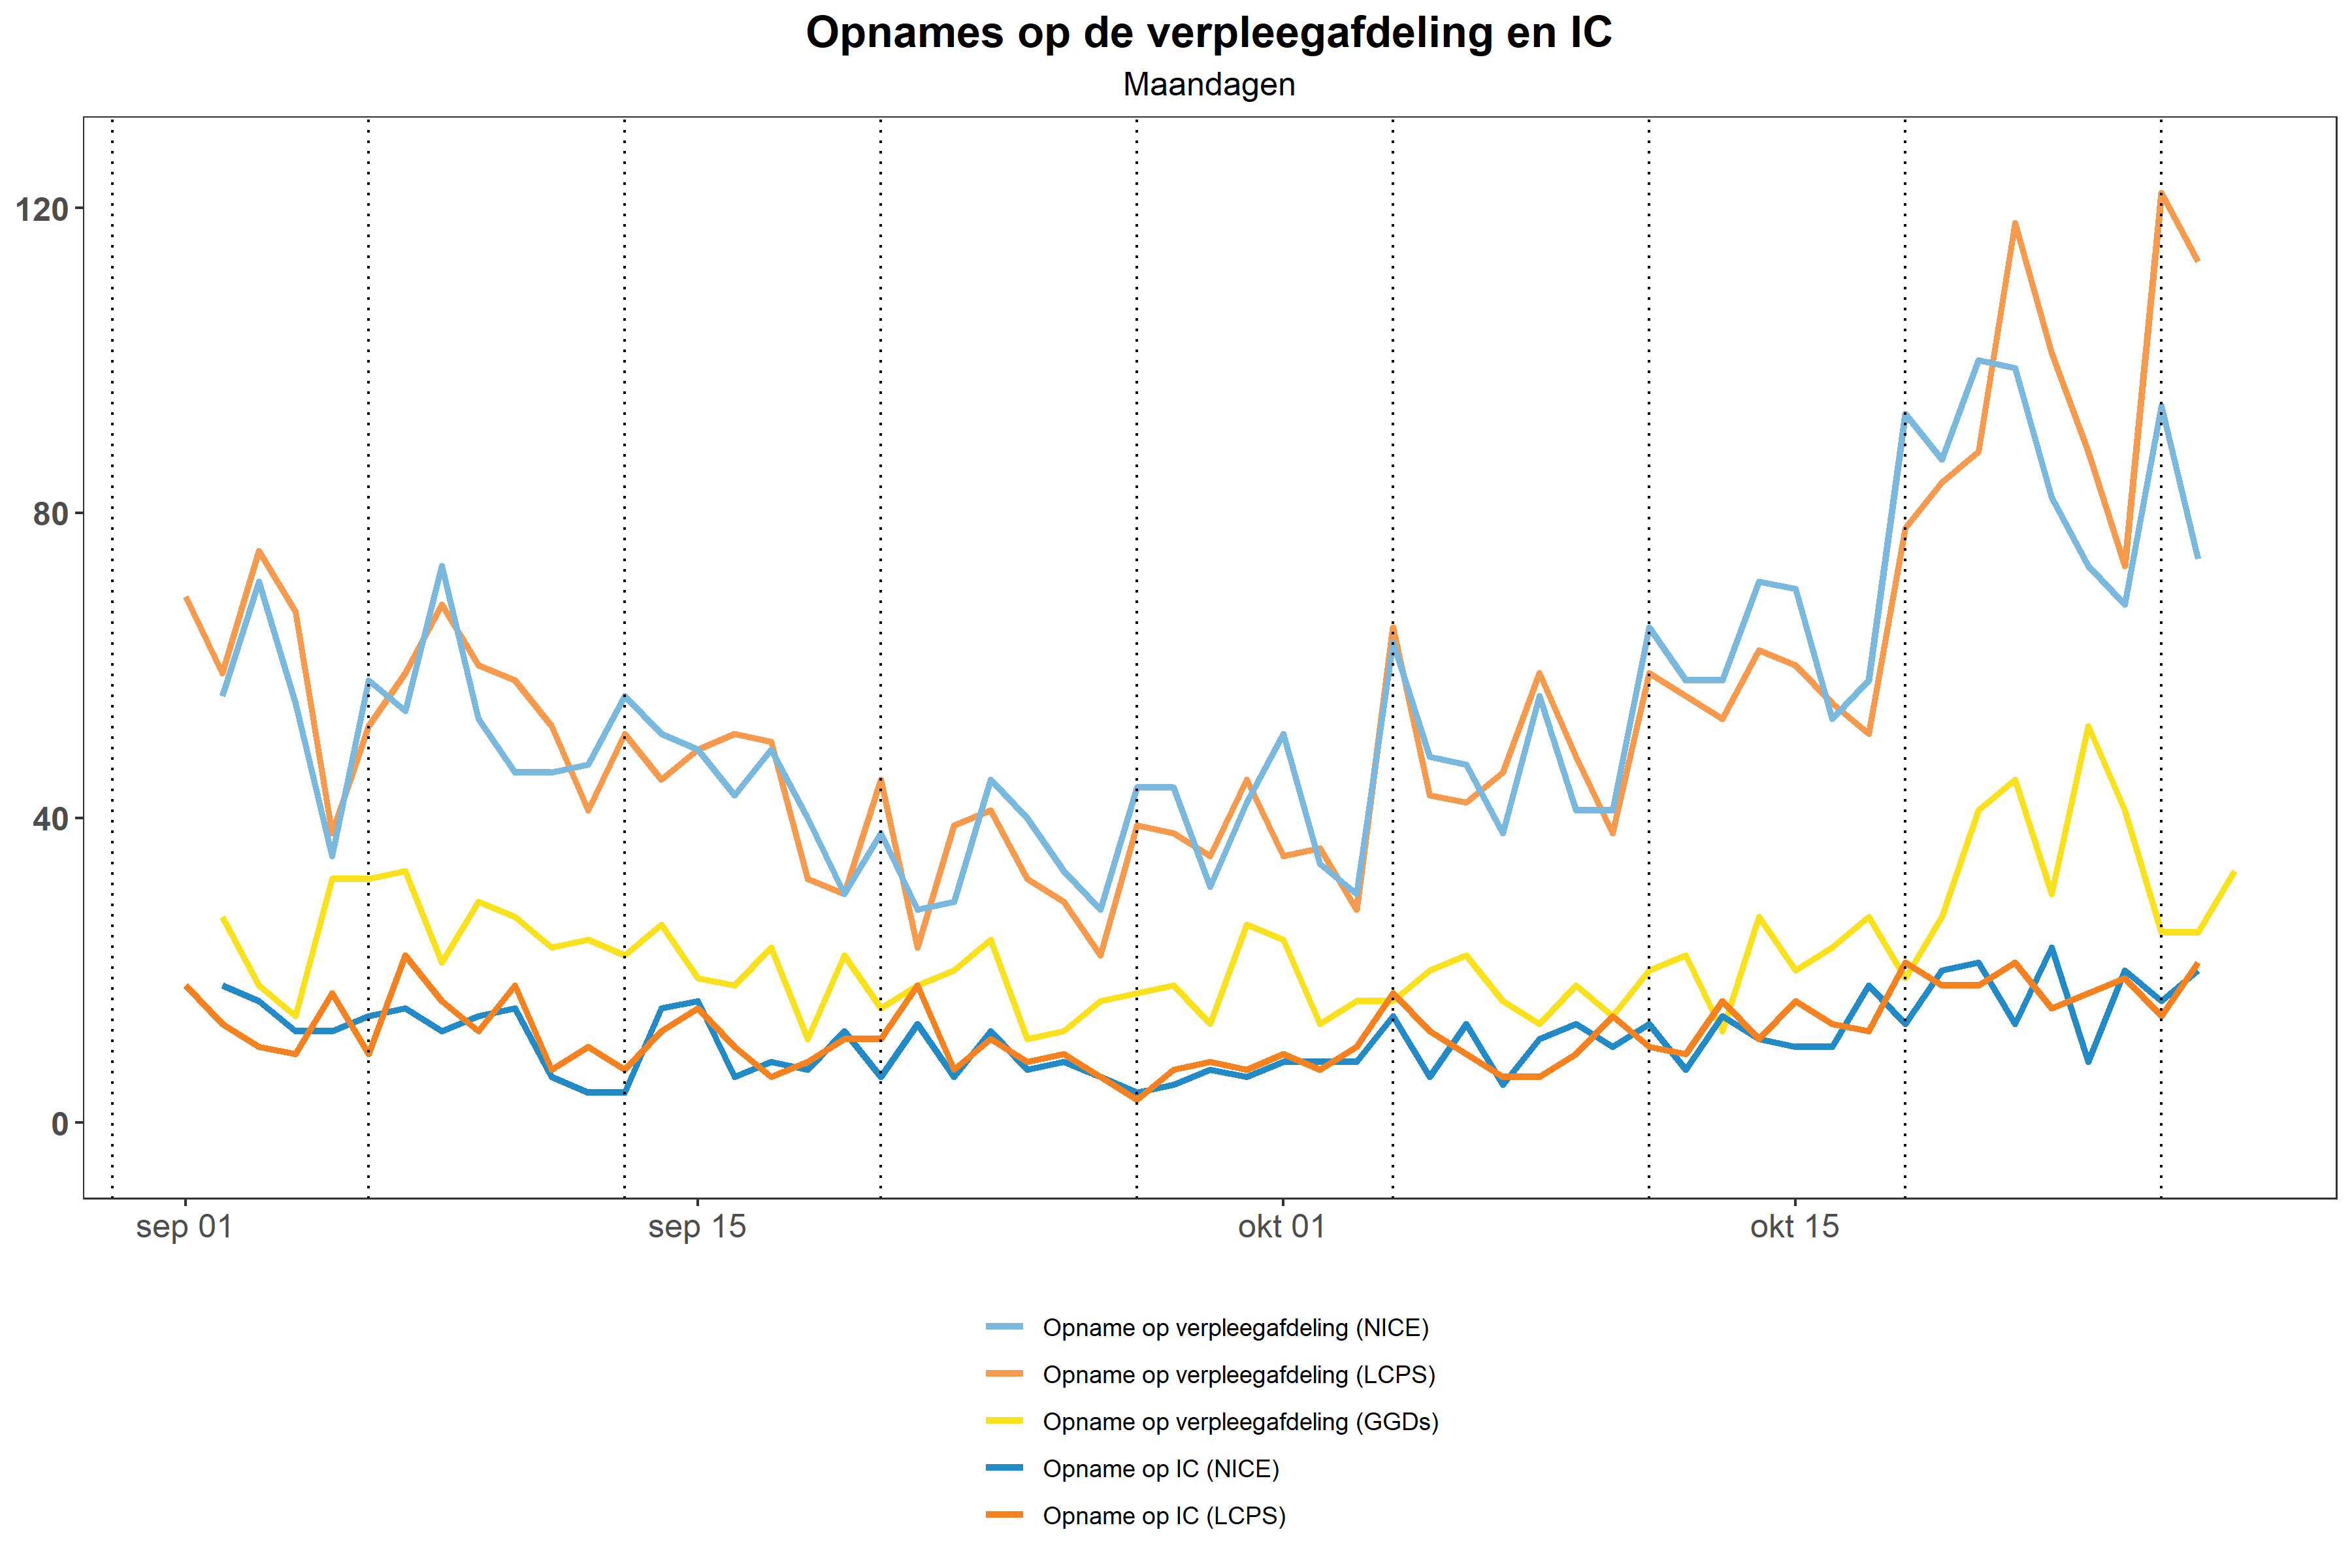 Opnames op de verpleegafdeling en IC
Maandagen
120
80
40
0
sep 01
sep 15
okt 01
okt 15
Opname op verpleegafdeling (NICE)
Opname op verpleegafdeling (LCPS)
Opname op verpleegafdeling (GGDs)
Opname op IC (NICE)
Opname op IC (LCPS)